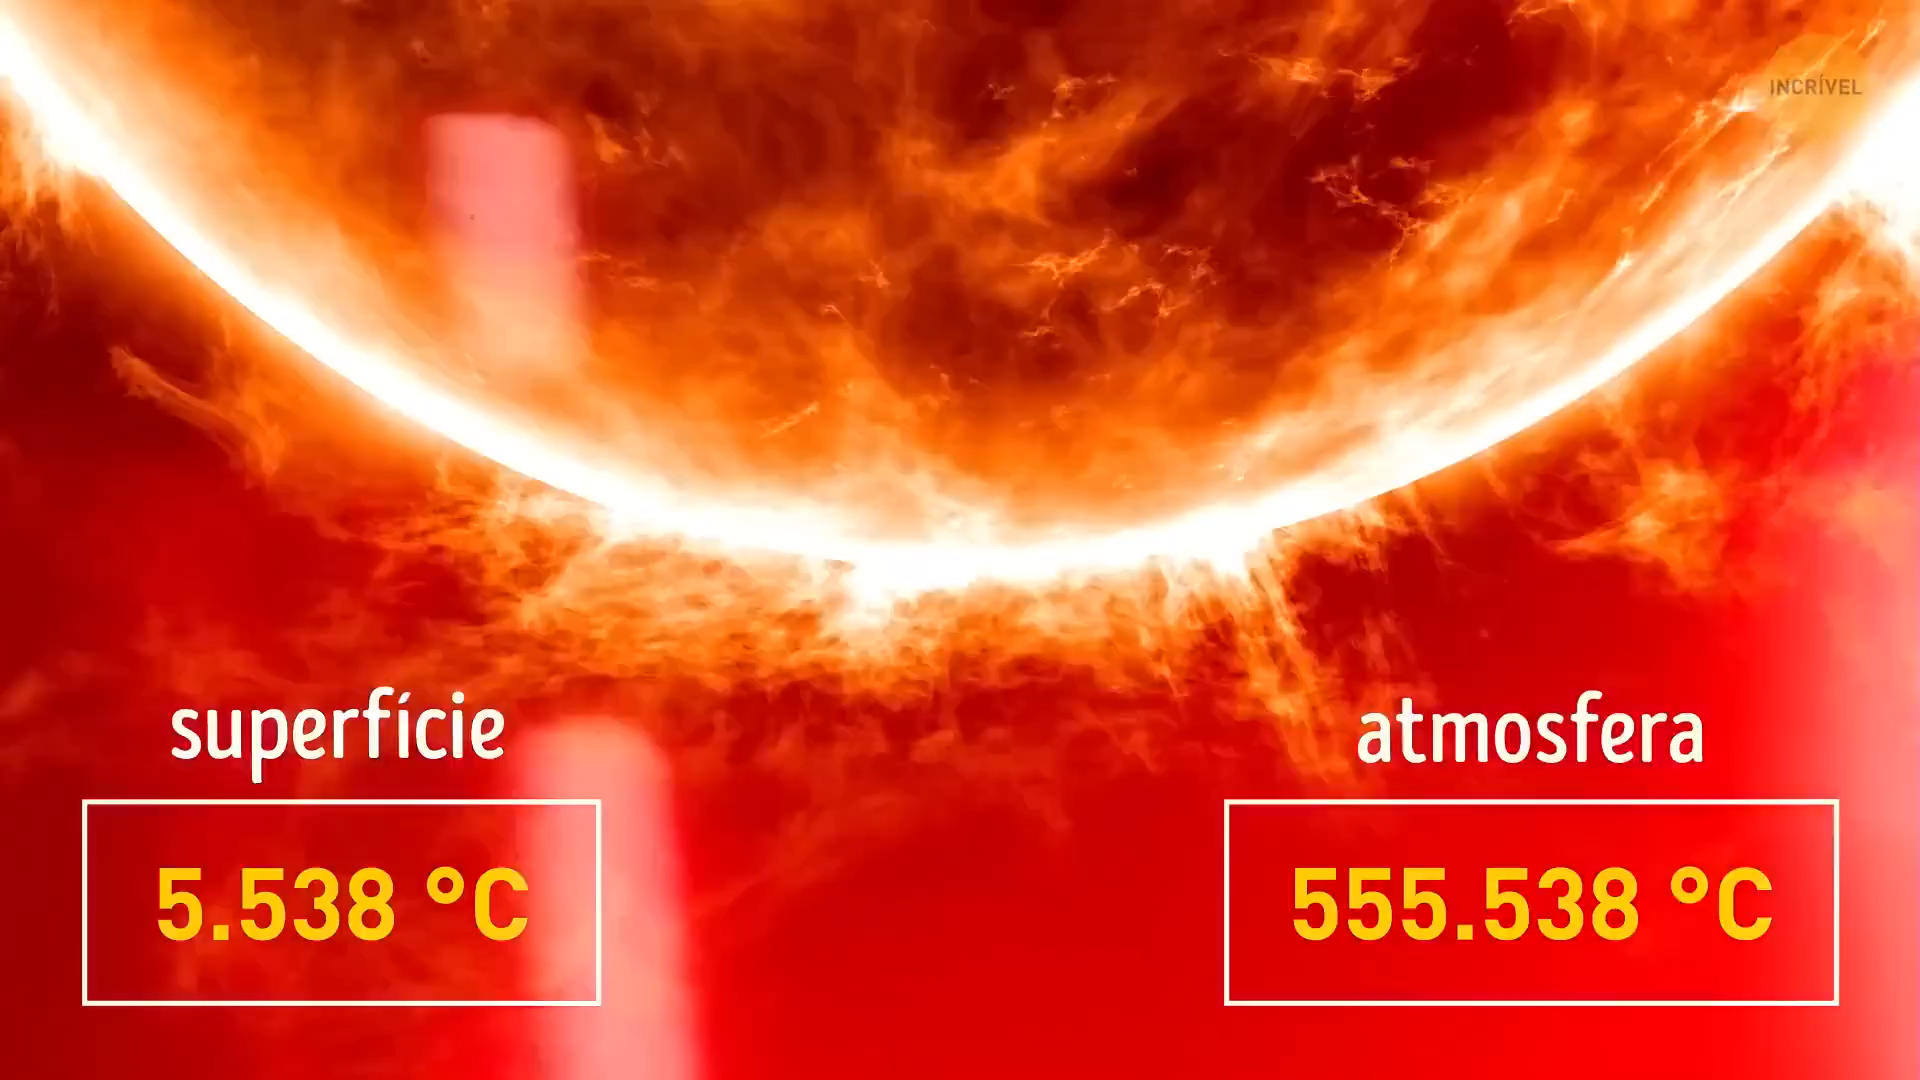 INCRÍVEL
superfície
atmosfera
5.538 °C
555.538 °C